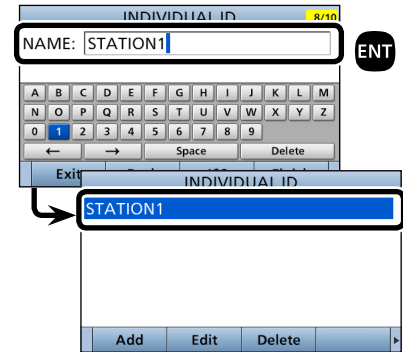 INDIVIDUAL ID 8/10
NAME: STATION1
ENT
A B C D E F G H I J K L M
N O P Q R S T U V W X Y Z
0 1 2 3 4 5 6 7 8 9
← → Space Delete
Exit
INDIVIDUAL ID
STATION1
Add Edit Delete